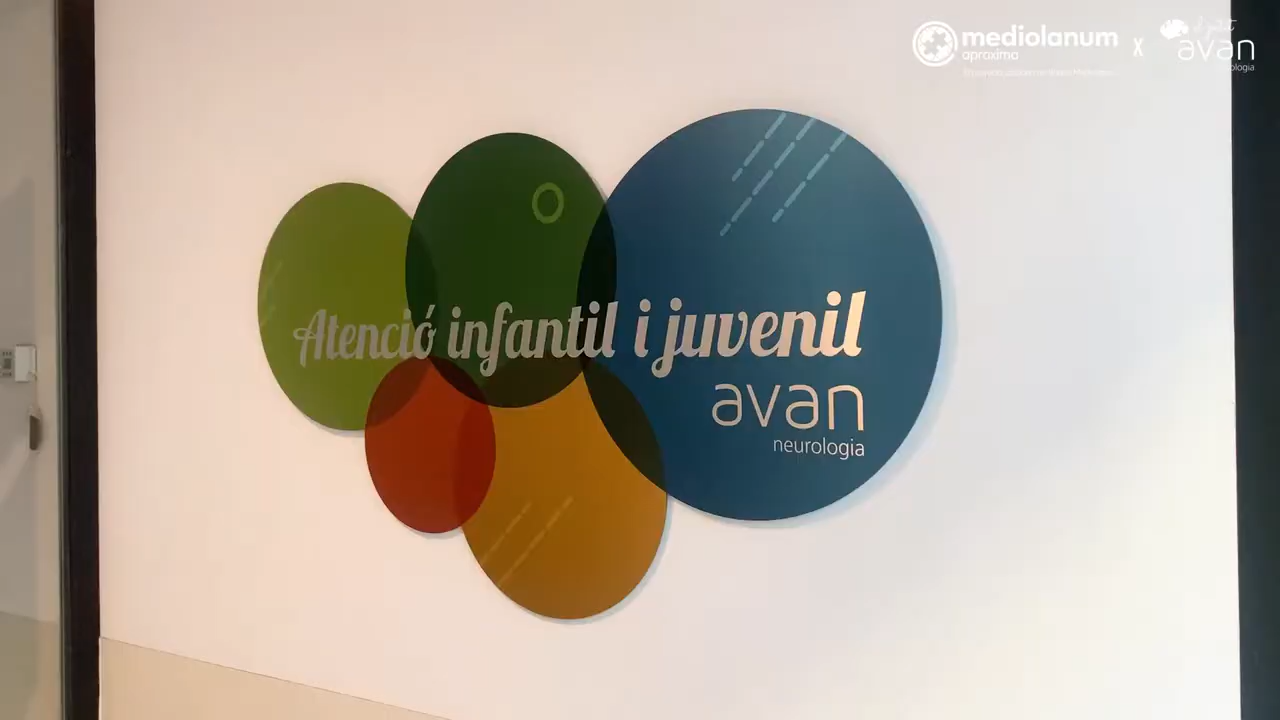 mediolanum
aproxima
x
avan
Atenció infantil i juvenil
avan
neurologia